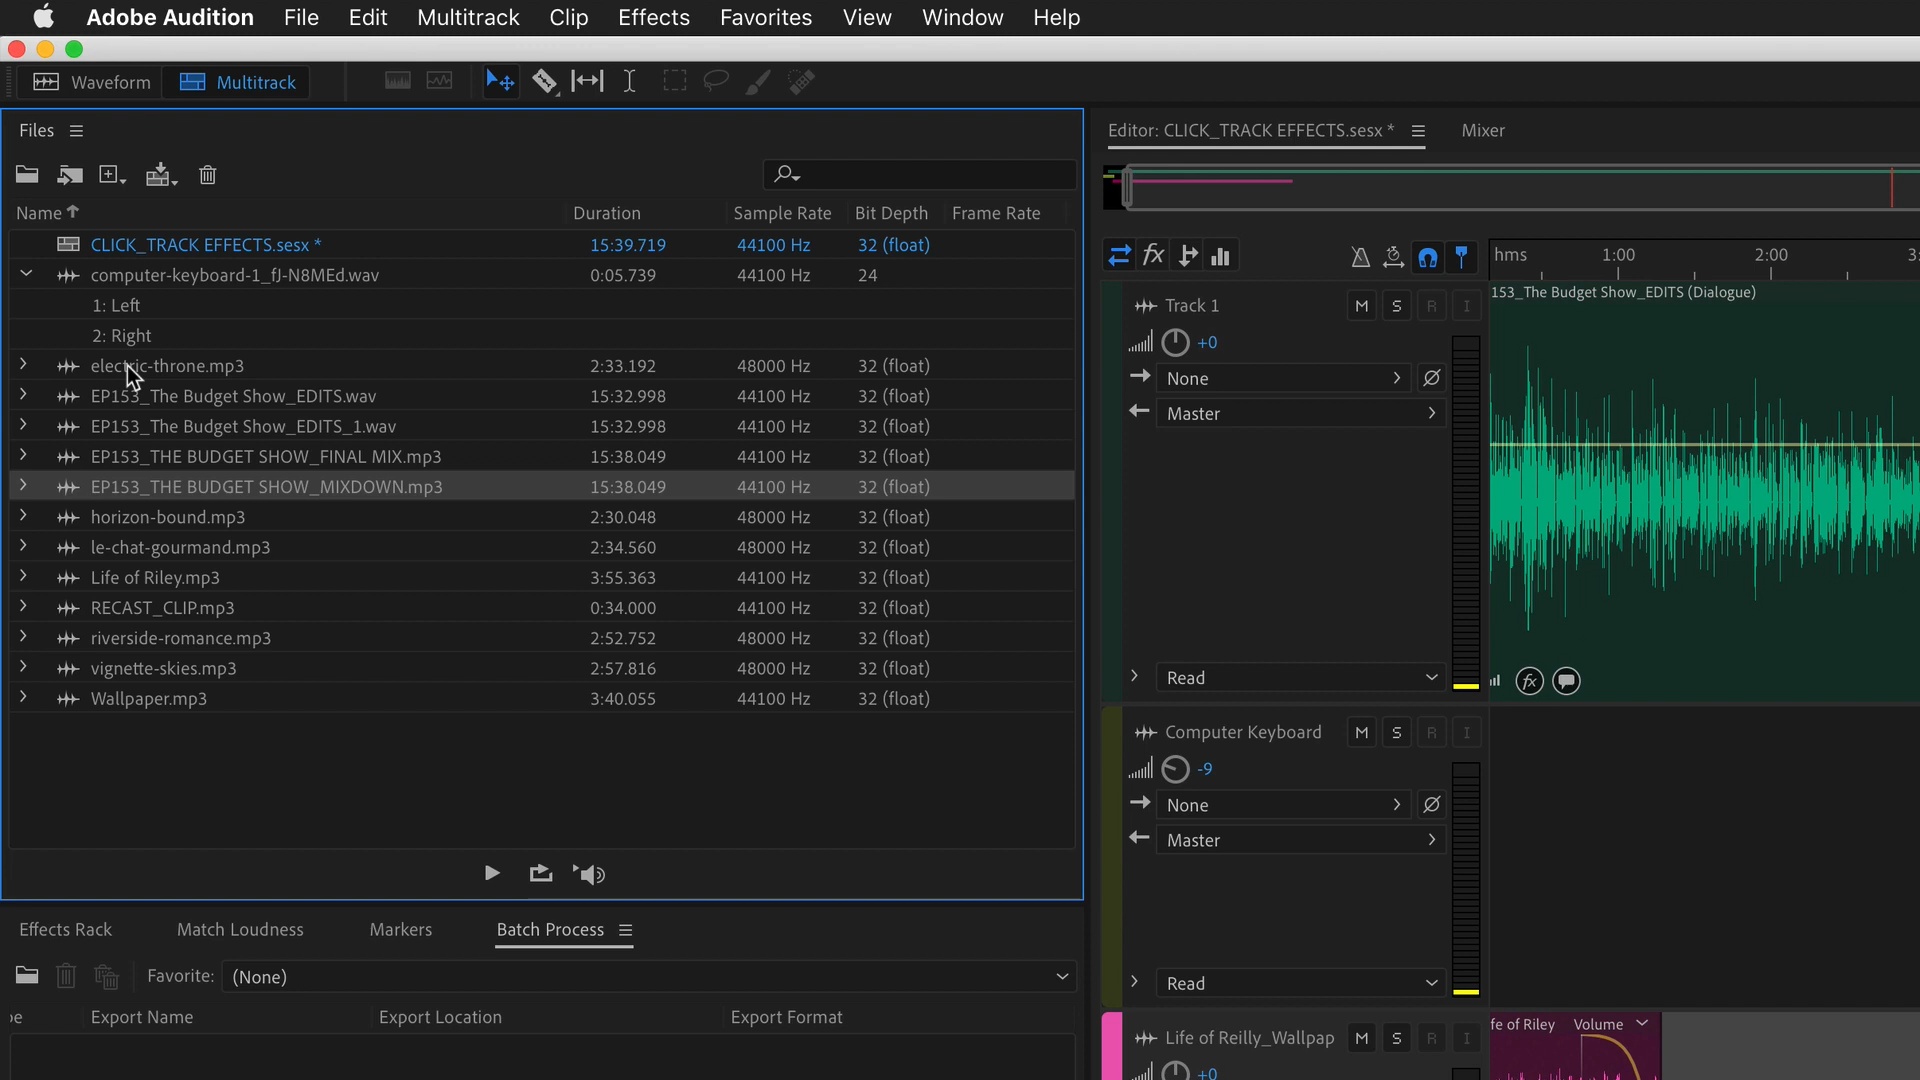 Adobe Audition File Edit Multitrack Clip Effects Favorites View Window Help
Waveform Multitrack
Files
Name Duration Sample Rate Bit Depth Frame Rate
CLICK_TRACK EFFECTS.sesx * 15:39.719 44100 Hz 32 (float)
computer-keyboard-1_fJ-N8MEd.wav 0:05.739 44100 Hz 24
1: Left
2: Right
electric-throne.mp3 2:33.192 48000 Hz 32 (float)
EP153_The Budget Show_EDITS.wav 15:32.998 44100 Hz 32 (float)
EP153_The Budget Show_EDITS_1.wav 15:32.998 44100 Hz 32 (float)
EP153_THE BUDGET SHOW_FINAL MIX.mp3 15:38.049 44100 Hz 32 (float)
EP153_THE BUDGET SHOW_MIXDOWN.mp3 15:38.049 44100 Hz 32 (float)
horizon-bound.mp3 2:30.048 48000 Hz 32 (float)
le-chat-gourmand.mp3 2:34.560 48000 Hz 32 (float)
Life of Riley.mp3 3:55.363 44100 Hz 32 (float)
RECAST_CLIP.mp3 0:34.000 44100 Hz 32 (float)
riverside-romance.mp3 2:52.752 48000 Hz 32 (float)
vignette-skies.mp3 2:57.816 48000 Hz 32 (float)
Wallpaper.mp3 3:40.055 44100 Hz 32 (float)
Effects Rack Match Loudness Markers Batch Process
Favorite: (None)
pe Export Name Export Location Export Format
Editor: CLICK_TRACK EFFECTS.sesx * Mixer
fx hms 1:00 2:00 3:
153_The Budget Show_EDITS (Dialogue)
Track 1 M S R I
+0
None
Master
Read
fx
Computer Keyboard M S R I
-9
None
Master
Read
Life of Reilly_Wallpap M S R I
fe of Riley Volume
+0